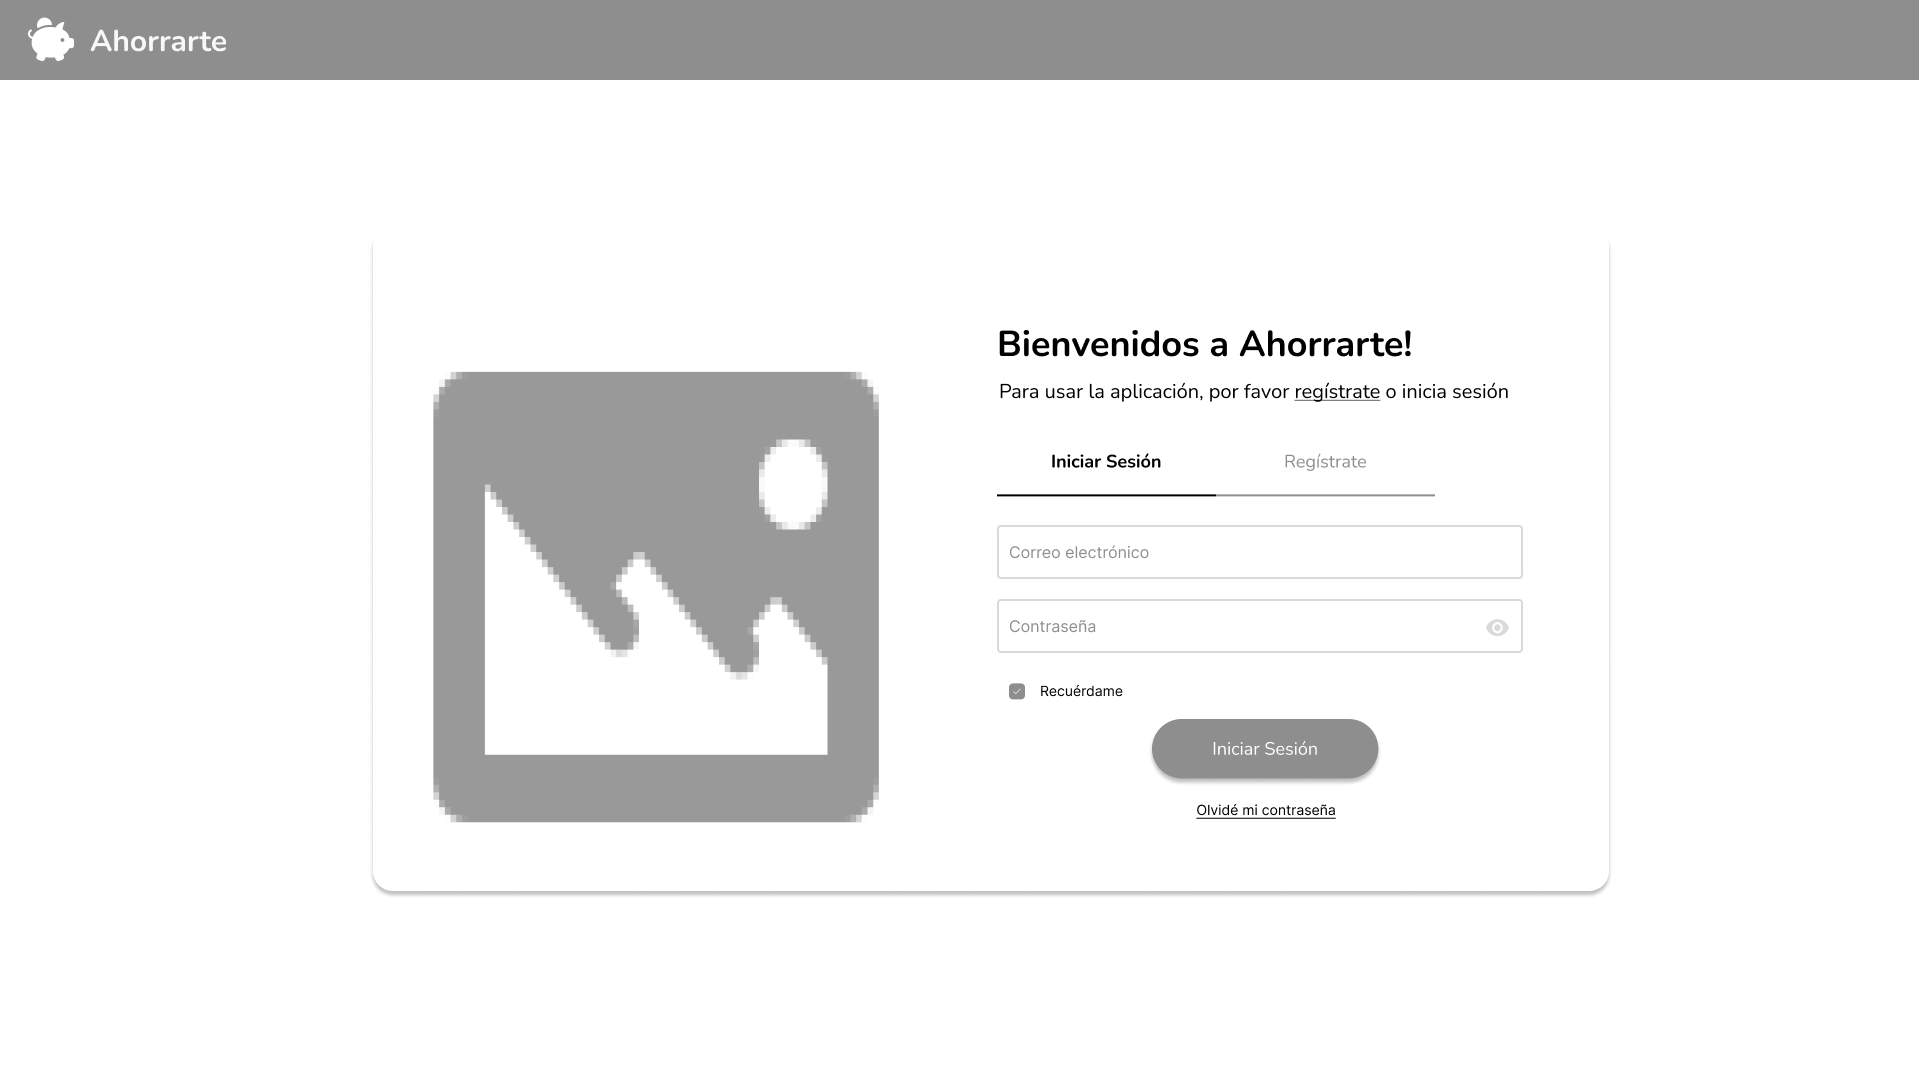 Ahorrarte
Bienvenidos a Ahorrarte!
Para usar la aplicación, por favor regístrate o inicia sesión
Iniciar Sesión
Regístrate
Correo electrónico
Contraseña
Recuérdame
Iniciar Sesión
Olvidé mi contraseña